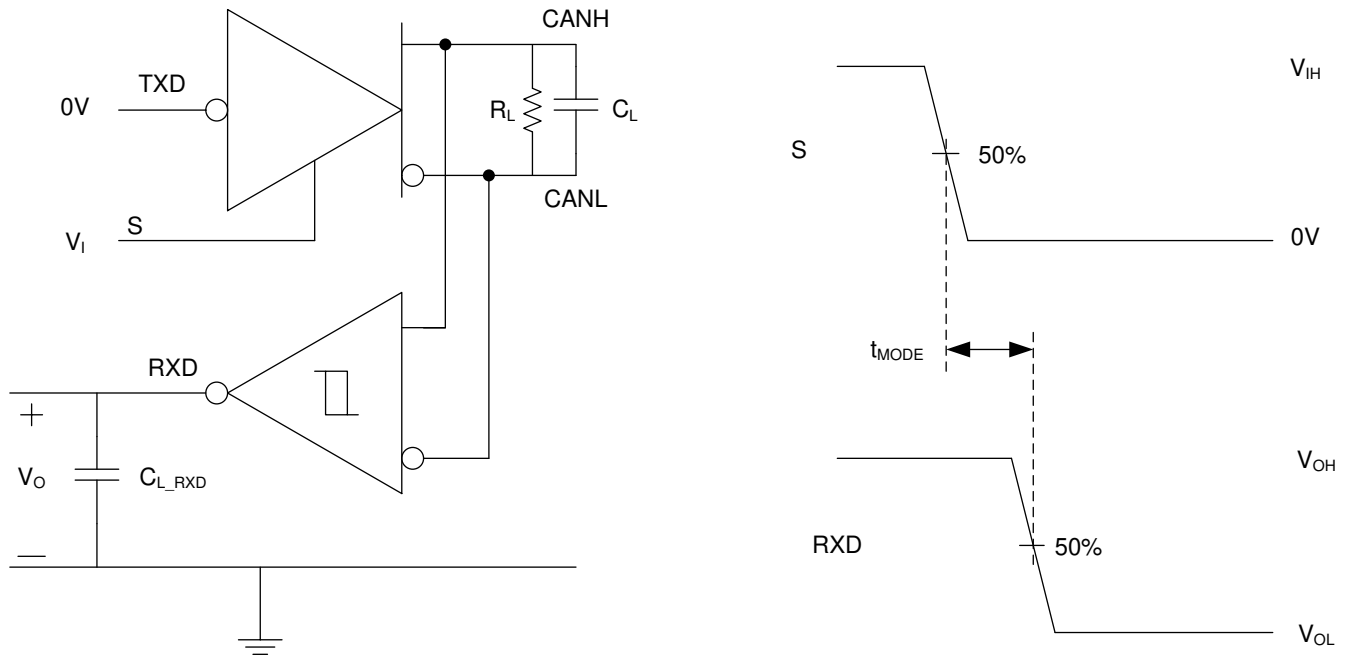 CANH
TXD
0V
R_L
C_L
S
V_I
CANL
RXD
+
V_O
C_L_RXD
—
V_IH
S
50%
0V
t_MODE
V_OH
RXD
50%
V_OL